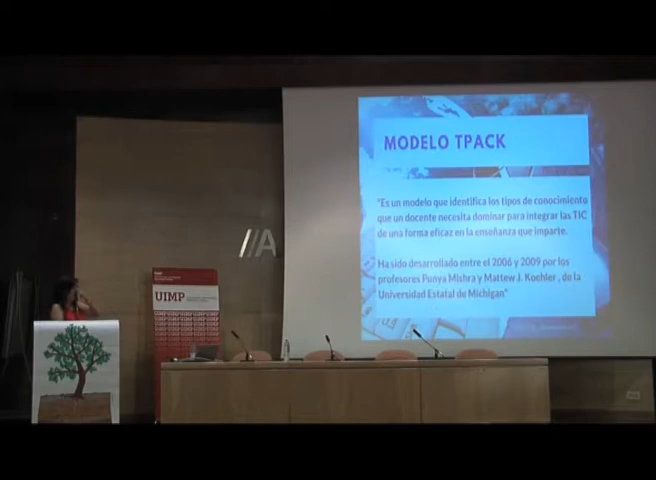 MODELO TPACK
"Es un modelo que identifica los tipos de conocimiento
que un docente necesita dominar para integrar las TIC
de una forma eficaz en la enseñanza que imparte.
Ha sido desarrollado entre el 2006 y 2009 por los
profesores Punya Mishra y Mattew J. Koehler , de la
Universidad Estatal de Michigan"
UIMP